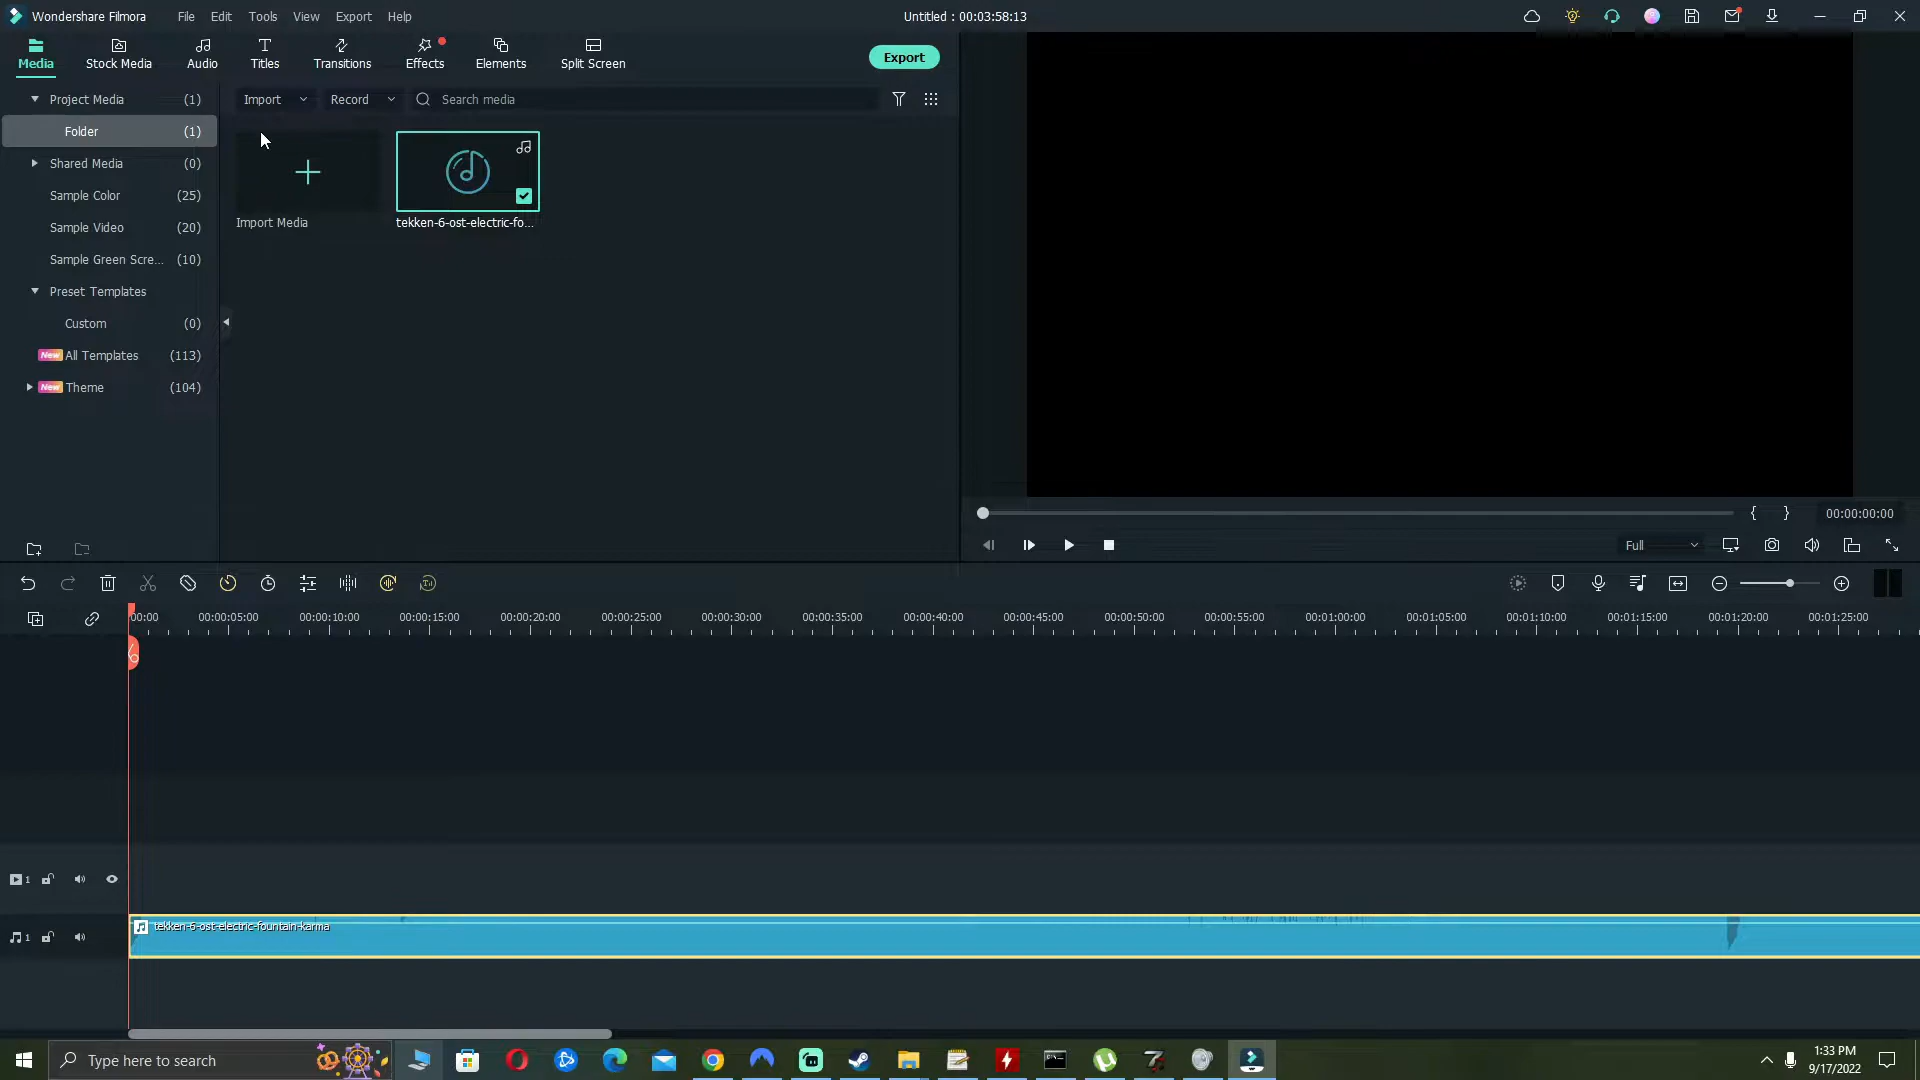 Wondershare Filmora File Edit Tools View Export Help Untitled : 00:03:58:13
Media Stock Media Audio Titles Transitions Effects Elements Split Screen Export
Project Media (1)
Folder (1)
Shared Media (0)
Sample Color (25)
Sample Video (20)
Sample Green Scre... (10)
Preset Templates
Custom (0)
New All Templates (113)
New Theme (104)
Import Record Search media
Import Media tekken-6-ost-electric-fo...
00:00:00:00
Full
00:00 00:00:05:00 00:00:10:00 00:00:15:00 00:00:20:00 00:00:25:00 00:00:30:00 00:00:35:00 00:00:40:00 00:00:45:00 00:00:50:00 00:00:55:00 00:01:00:00 00:01:05:00 00:01:10:00 00:01:15:00 00:01:20:00 00:01:25:00
1
1
tekken-6-ost-electric-fountain-karma
Type here to search
1:33 PM
9/17/2022